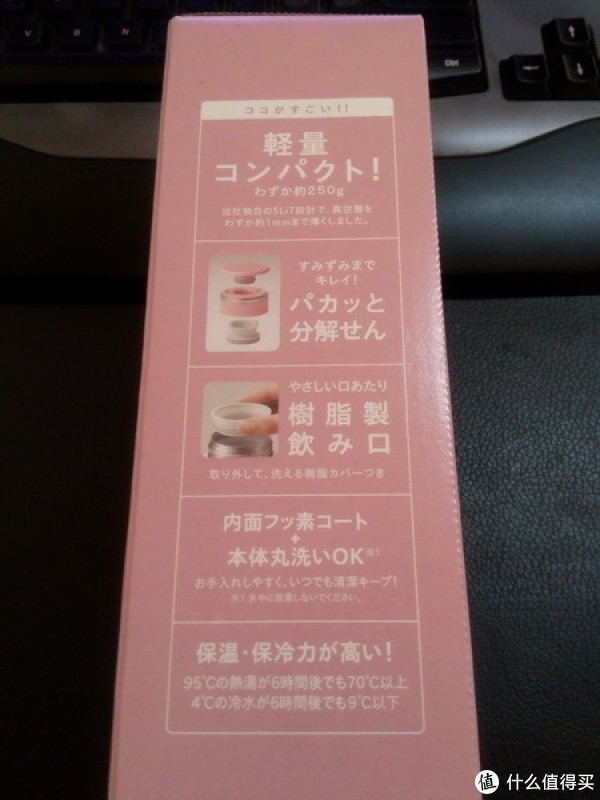 V
B
N
Ctrl
ココがすごい!!
軽量
コンパクト!
わずか約250g
当社独自のSLiT設計で、真空層を
わずか約1mmまで薄くしました。
すみずみまで
キレイ!
パカッと
分解せん
やさしい口あたり
樹脂製
飲み口
取り外して、洗える樹脂カバーつき
内面フッ素コート
+
本体丸洗いOK※1
お手入れしやすく、いつでも清潔キープ!
※1 水中に放置しないでください。
保温・保冷力が高い!
95℃の熱湯が6時間後でも70℃以上
4℃の冷水が6時間後でも9℃以下
值 什么值得买